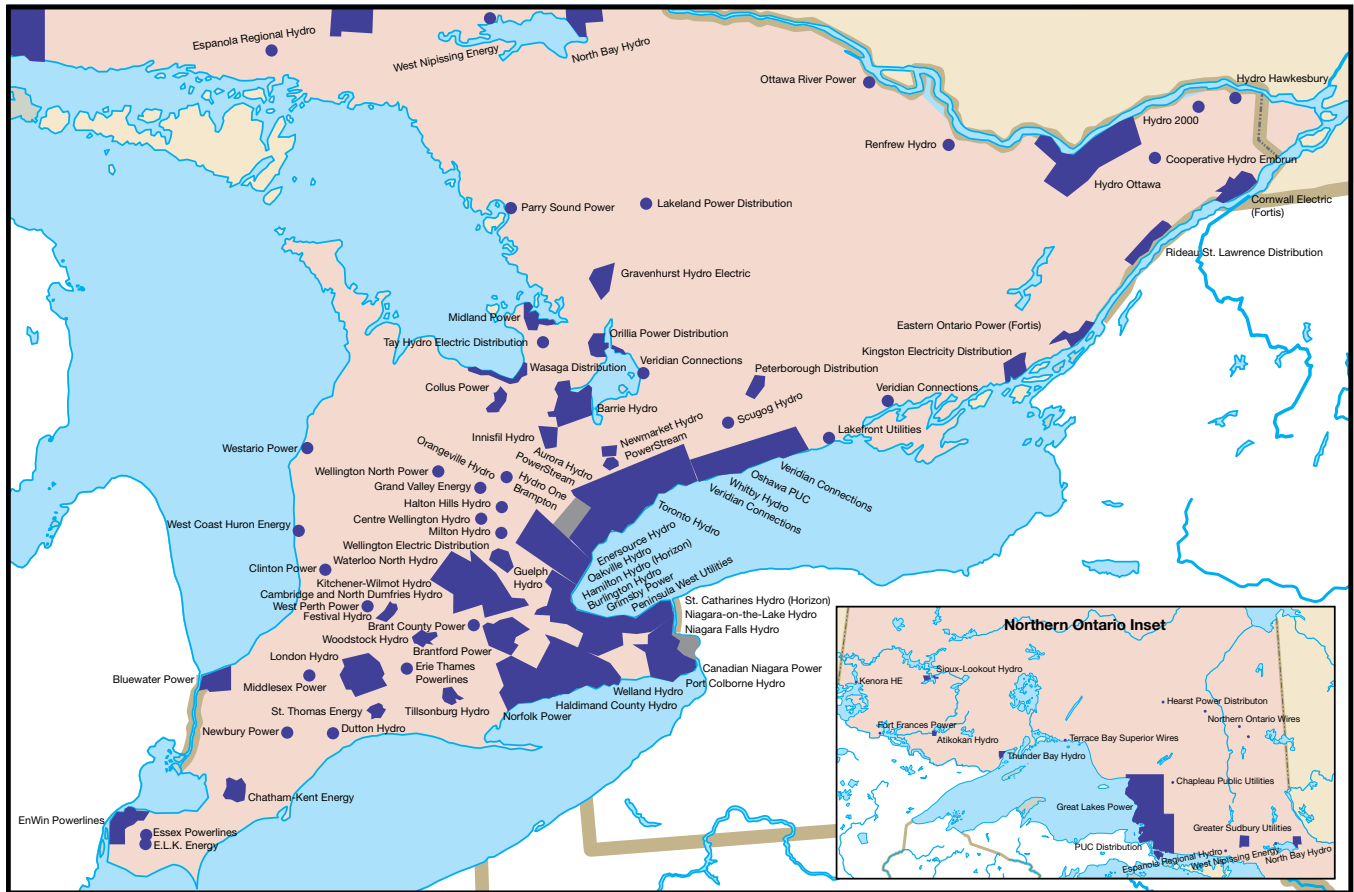 Espanola Regional Hydro
West Nipissing Energy
North Bay Hydro
Ottawa River Power
Hydro Hawkesbury
Hydro 2000
Renfrew Hydro
Cooperative Hydro Embrun
Hydro Ottawa
Cornwall Electric
(Fortis)
Parry Sound Power
Lakeland Power Distribution
Rideau St. Lawrence Distribution
Gravenhurst Hydro Electric
Midland Power
Eastern Ontario Power (Fortis)
Orillia Power Distribution
Tay Hydro Electric Distribution
Kingston Electricity Distribution
Veridian Connections
Wasaga Distribution
Peterborough Distribution
Collus Power
Veridian Connections
Barrie Hydro
Scugog Hydro
Innisfil Hydro
Newmarket Hydro
PowerStream
Lakefront Utilities
Aurora Hydro
PowerStream
Orangeville Hydro
Hydro One
Brampton
Westario Power
Wellington North Power
Grand Valley Energy
Halton Hills Hydro
Centre Wellington Hydro
Milton Hydro
West Coast Huron Energy
Wellington Electric Distribution
Waterloo North Hydro
Clinton Power
Guelph
Hydro
Kitchener-Wilmot Hydro
Cambridge and North Dumfries Hydro
West Perth Power
Festival Hydro
Brant County Power
Woodstock Hydro
Brantford Power
Veridian Connections
Oshawa PUC
Whitby Hydro
Veridian Connections
Toronto Hydro
Enersource Hydro
Oakville Hydro
Hamilton Hydro (Horizon)
Burlington Hydro
Grimsby Power
Peninsula West Utilities
St. Catharines Hydro (Horizon)
Niagara-on-the-Lake Hydro
Niagara Falls Hydro
Canadian Niagara Power
Port Colborne Hydro
Welland Hydro
Haldimand County Hydro
Norfolk Power
London Hydro
Erie Thames
Powerlines
Bluewater Power
Middlesex Power
St. Thomas Energy
Tillsonburg Hydro
Newbury Power
Dutton Hydro
Chatham-Kent Energy
EnWin Powerlines
Essex Powerlines
E.L.K. Energy
Northern Ontario Inset
Sioux-Lookout Hydro
Kenora HE
Hearst Power Distributon
Northern Ontario Wires
Fort Frances Power
Atikokan Hydro
Terrace Bay Superior Wires
Thunder Bay Hydro
Chapleau Public Utilities
Great Lakes Power
Greater Sudbury Utilities
PUC Distribution
Espanola Regional Hydro
West Nipissing Energy
North Bay Hydro